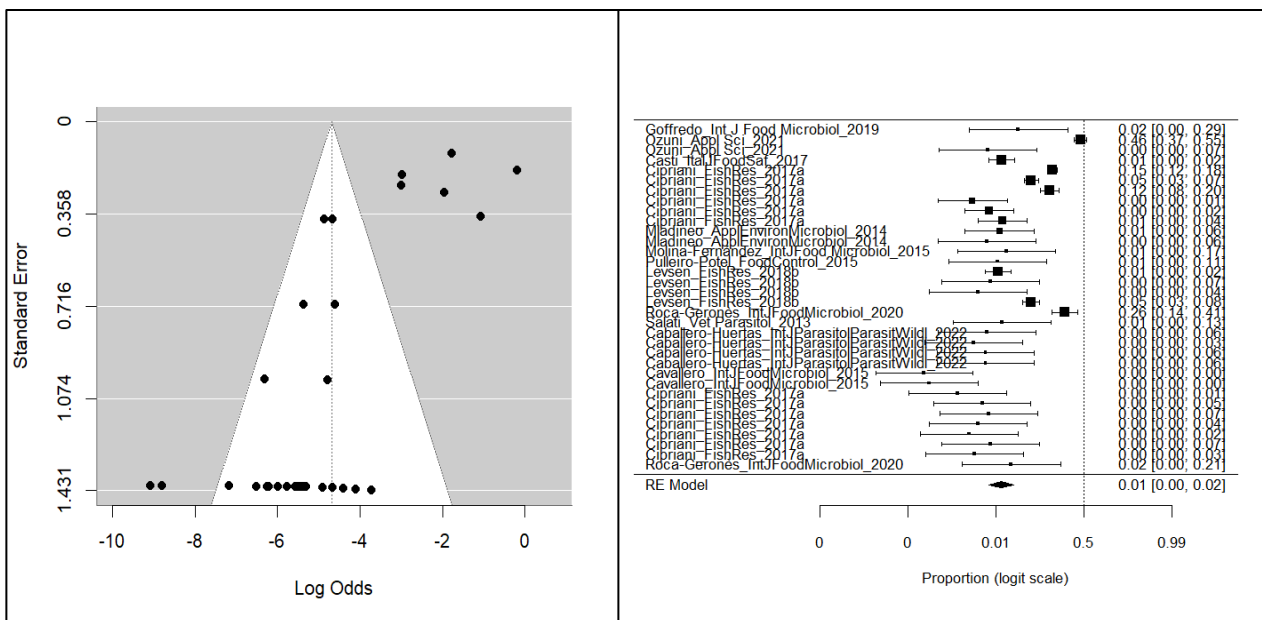 0
0.358
0.716
1.074
1.431
Standard Error
-10 -8 -6 -4 -2 0
Log Odds
Goffredo_Int J Food Microbiol_2019 0.02 [0.00, 0.29]
Ozuni_Appl Sci_2021 0.46 [0.37, 0.55]
Ozuni_Appl Sci_2021 0.00 [0.00, 0.07]
Casti_ItalJFoodSaf_2017 0.01 [0.00, 0.02]
Cipriani_FishRes_2017a 0.15 [0.12, 0.18]
Cipriani_FishRes_2017a 0.05 [0.03, 0.07]
Cipriani_FishRes_2017a 0.12 [0.08, 0.20]
Cipriani_FishRes_2017a 0.00 [0.00, 0.01]
Cipriani_FishRes_2017a 0.00 [0.00, 0.02]
Cipriani_FishRes_2017a 0.01 [0.00, 0.04]
Mladineo_ApplEnvironMicrobiol_2014 0.01 [0.00, 0.06]
Mladineo_ApplEnvironMicrobiol_2014 0.00 [0.00, 0.06]
Molina-Fernandez_IntJFood Microbiol_2015 0.01 [0.00, 0.17]
Pulleiro-Potel_FoodControl_2015 0.01 [0.00, 0.11]
Levsen_FishRes_2018b 0.01 [0.00, 0.02]
Levsen_FishRes_2018b 0.00 [0.00, 0.07]
Levsen_FishRes_2018b 0.00 [0.00, 0.04]
Levsen_FishRes_2018b 0.05 [0.03, 0.08]
Roca-Gerones_IntJFoodMicrobiol_2020 0.26 [0.14, 0.41]
Salati_Vet Parasitol_2013 0.01 [0.00, 0.13]
Caballero-Huertas_IntJParasitolParasitWildl_2022 0.00 [0.00, 0.06]
Caballero-Huertas_IntJParasitolParasitWildl_2022 0.00 [0.00, 0.03]
Caballero-Huertas_IntJParasitolParasitWildl_2022 0.00 [0.00, 0.06]
Caballero-Huertas_IntJParasitolParasitWildl_2022 0.00 [0.00, 0.06]
Cavallero_IntJFoodMicrobiol_2015 0.00 [0.00, 0.00]
Cavallero_IntJFoodMicrobiol_2015 0.00 [0.00, 0.00]
Cipriani_FishRes_2017a 0.00 [0.00, 0.01]
Cipriani_FishRes_2017a 0.00 [0.00, 0.05]
Cipriani_FishRes_2017a 0.00 [0.00, 0.07]
Cipriani_FishRes_2017a 0.00 [0.00, 0.04]
Cipriani_FishRes_2017a 0.00 [0.00, 0.02]
Cipriani_FishRes_2017a 0.00 [0.00, 0.07]
Cipriani_FishRes_2017a 0.00 [0.00, 0.03]
Roca-Gerones_IntJFoodMicrobiol_2020 0.02 [0.00, 0.21]
RE Model 0.01 [0.00, 0.02]
0 0 0.01 0.5 0.99
Proportion (logit scale)